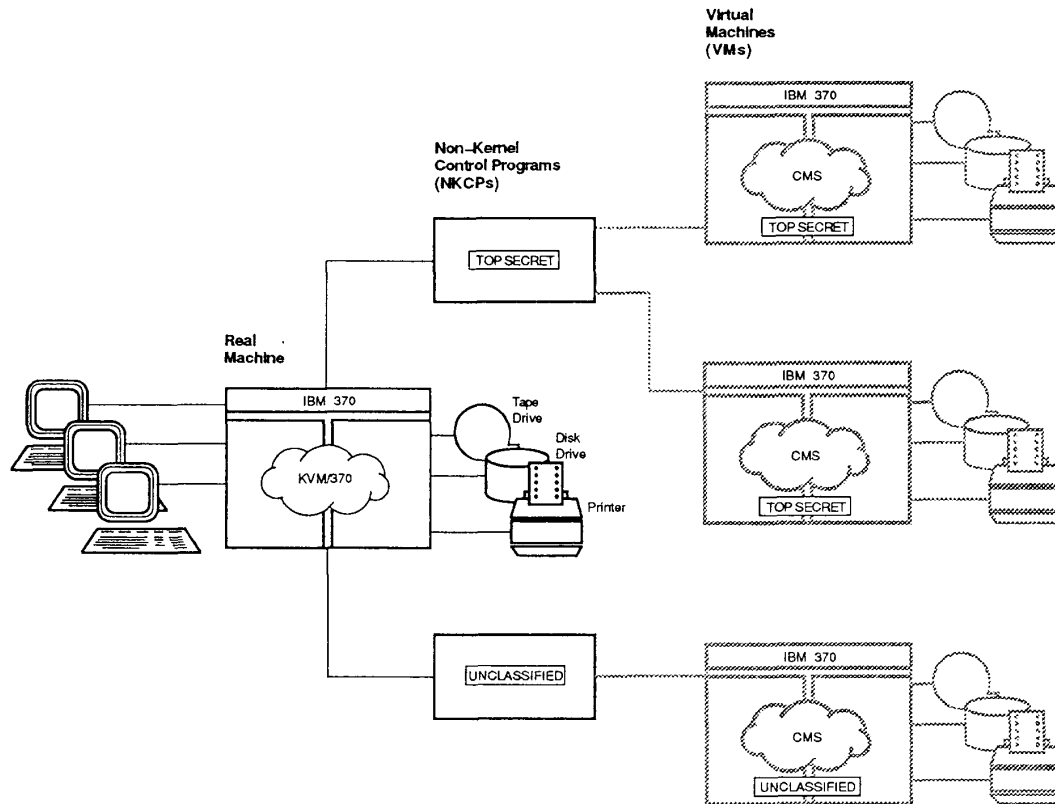 Virtual
Machines
(VMs)
IBM 370
CMS
TOP SECRET
Non-Kernel
Control Programs
(NKCPs)
TOP SECRET
Real
Machine
IBM 370
KVM/370
Tape
Drive
Disk
Drive
Printer
IBM 370
CMS
TOP SECRET
UNCLASSIFIED
IBM 370
CMS
UNCLASSIFIED